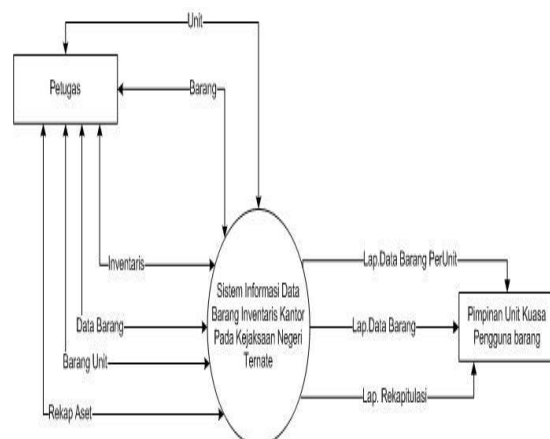 Unit
Petugas
Barang
Inventaris
Data Barang
Barang Unit
Rekap Aset
Sistem Informasi Data
Barang Inventaris Kantor
Pada Kejaksaan Negeri
Ternate
Lap.Data Barang PerUnit
Lap.Data Barang
Lap. Rekapitulasi
Pimpinan Unit Kuasa
Pengguna barang